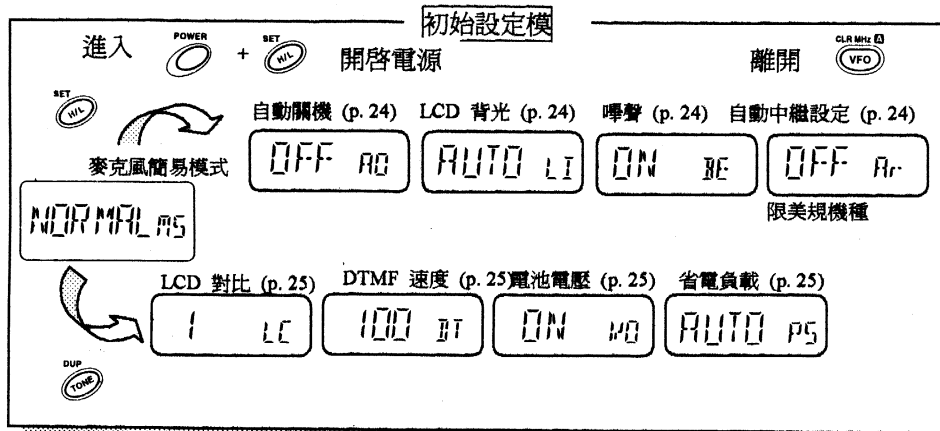 初始設定模
進入 POWER + SET H/L 開啓電源 離開 CLR MHz A VFO
SET H/L
自動關機 (p. 24) LCD 背光 (p. 24) 嗶聲 (p. 24) 自動中繼設定 (p. 24)
OFF AO AUTO LI ON BE OFF Ar
限美規機種
麥克風簡易模式
NORMAL MS
LCD 對比 (p. 25) DTMF 速度 (p. 25) 電池電壓 (p. 25) 省電負載 (p. 25)
1 LC 100 DT ON VO AUTO PS
DUP TONE